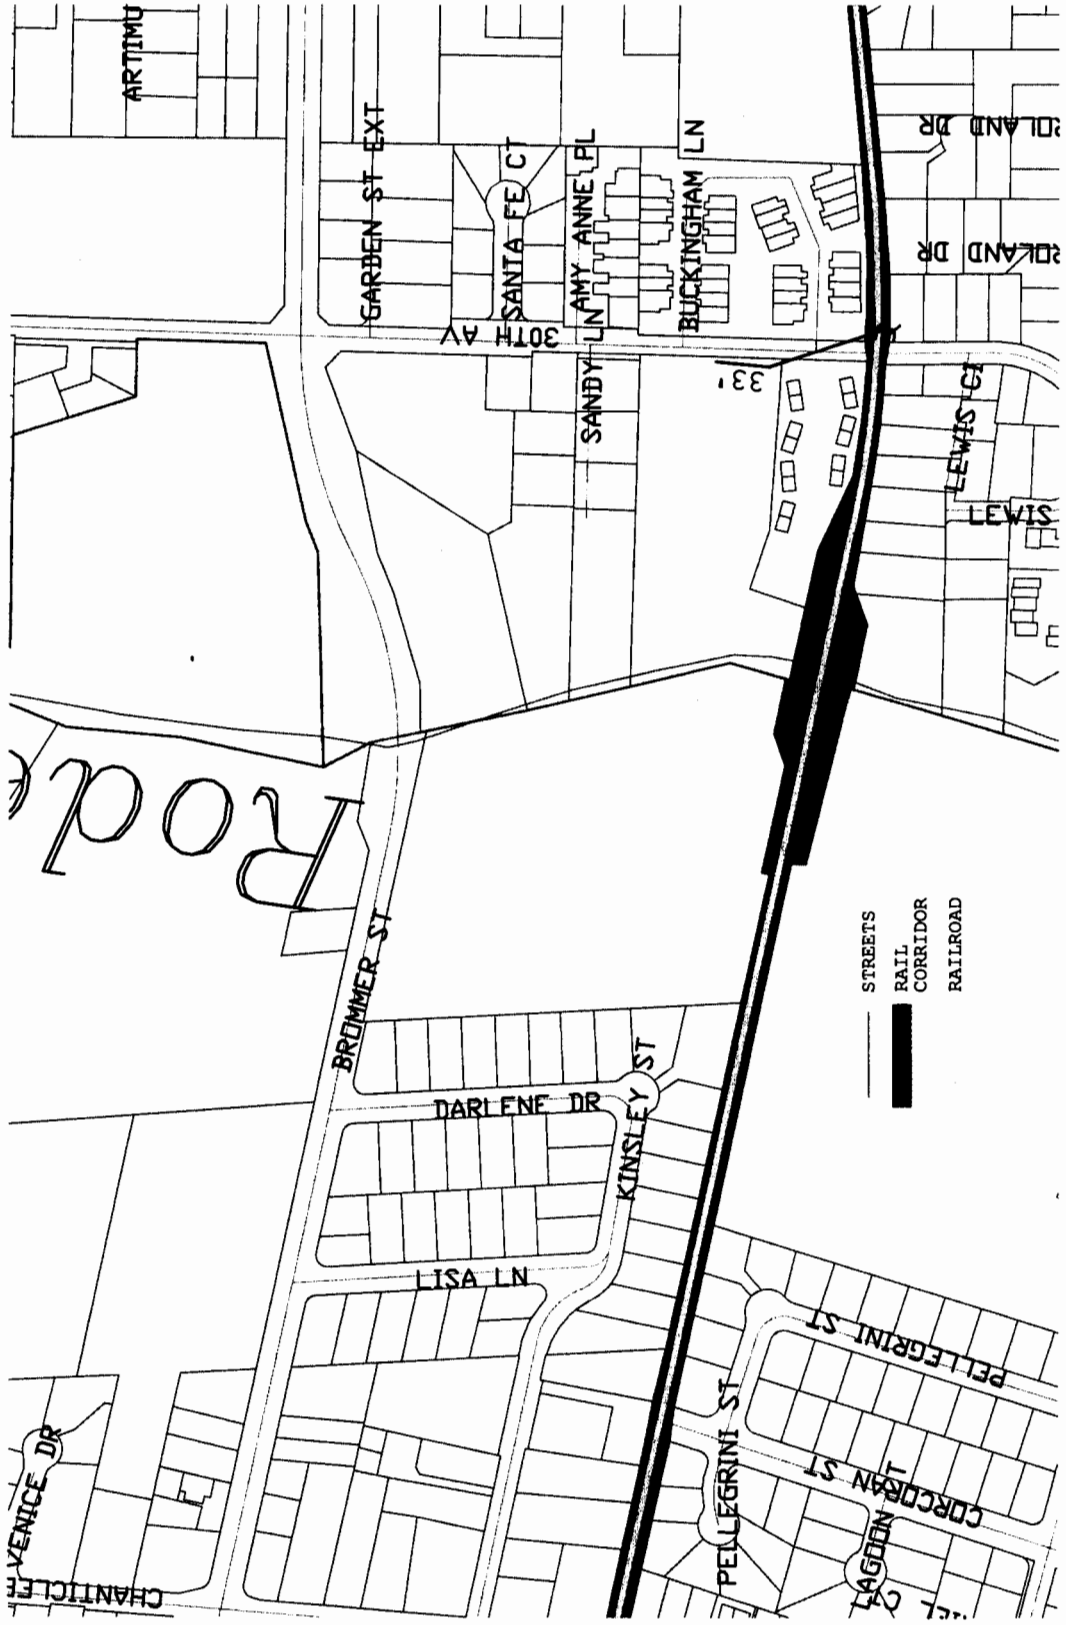 ARTIMU
GARDEN ST EXT
SANTA FE CT
AMY ANNE PL
BUCKINGHAM LN
ROLAND DR
ROLAND DR
30TH AV
SANDY LN
33'
LEWIS CI
LEWIS
Rode
BROMMER ST
STREETS
RAIL
CORRIDOR
RAILROAD
DARLENE DR
KINSLEY ST
LISA LN
PELLEGRINI ST
PELLEGRINI ST
CORCORAN ST
LAGOON
VENICE DR
CHANTICLEE